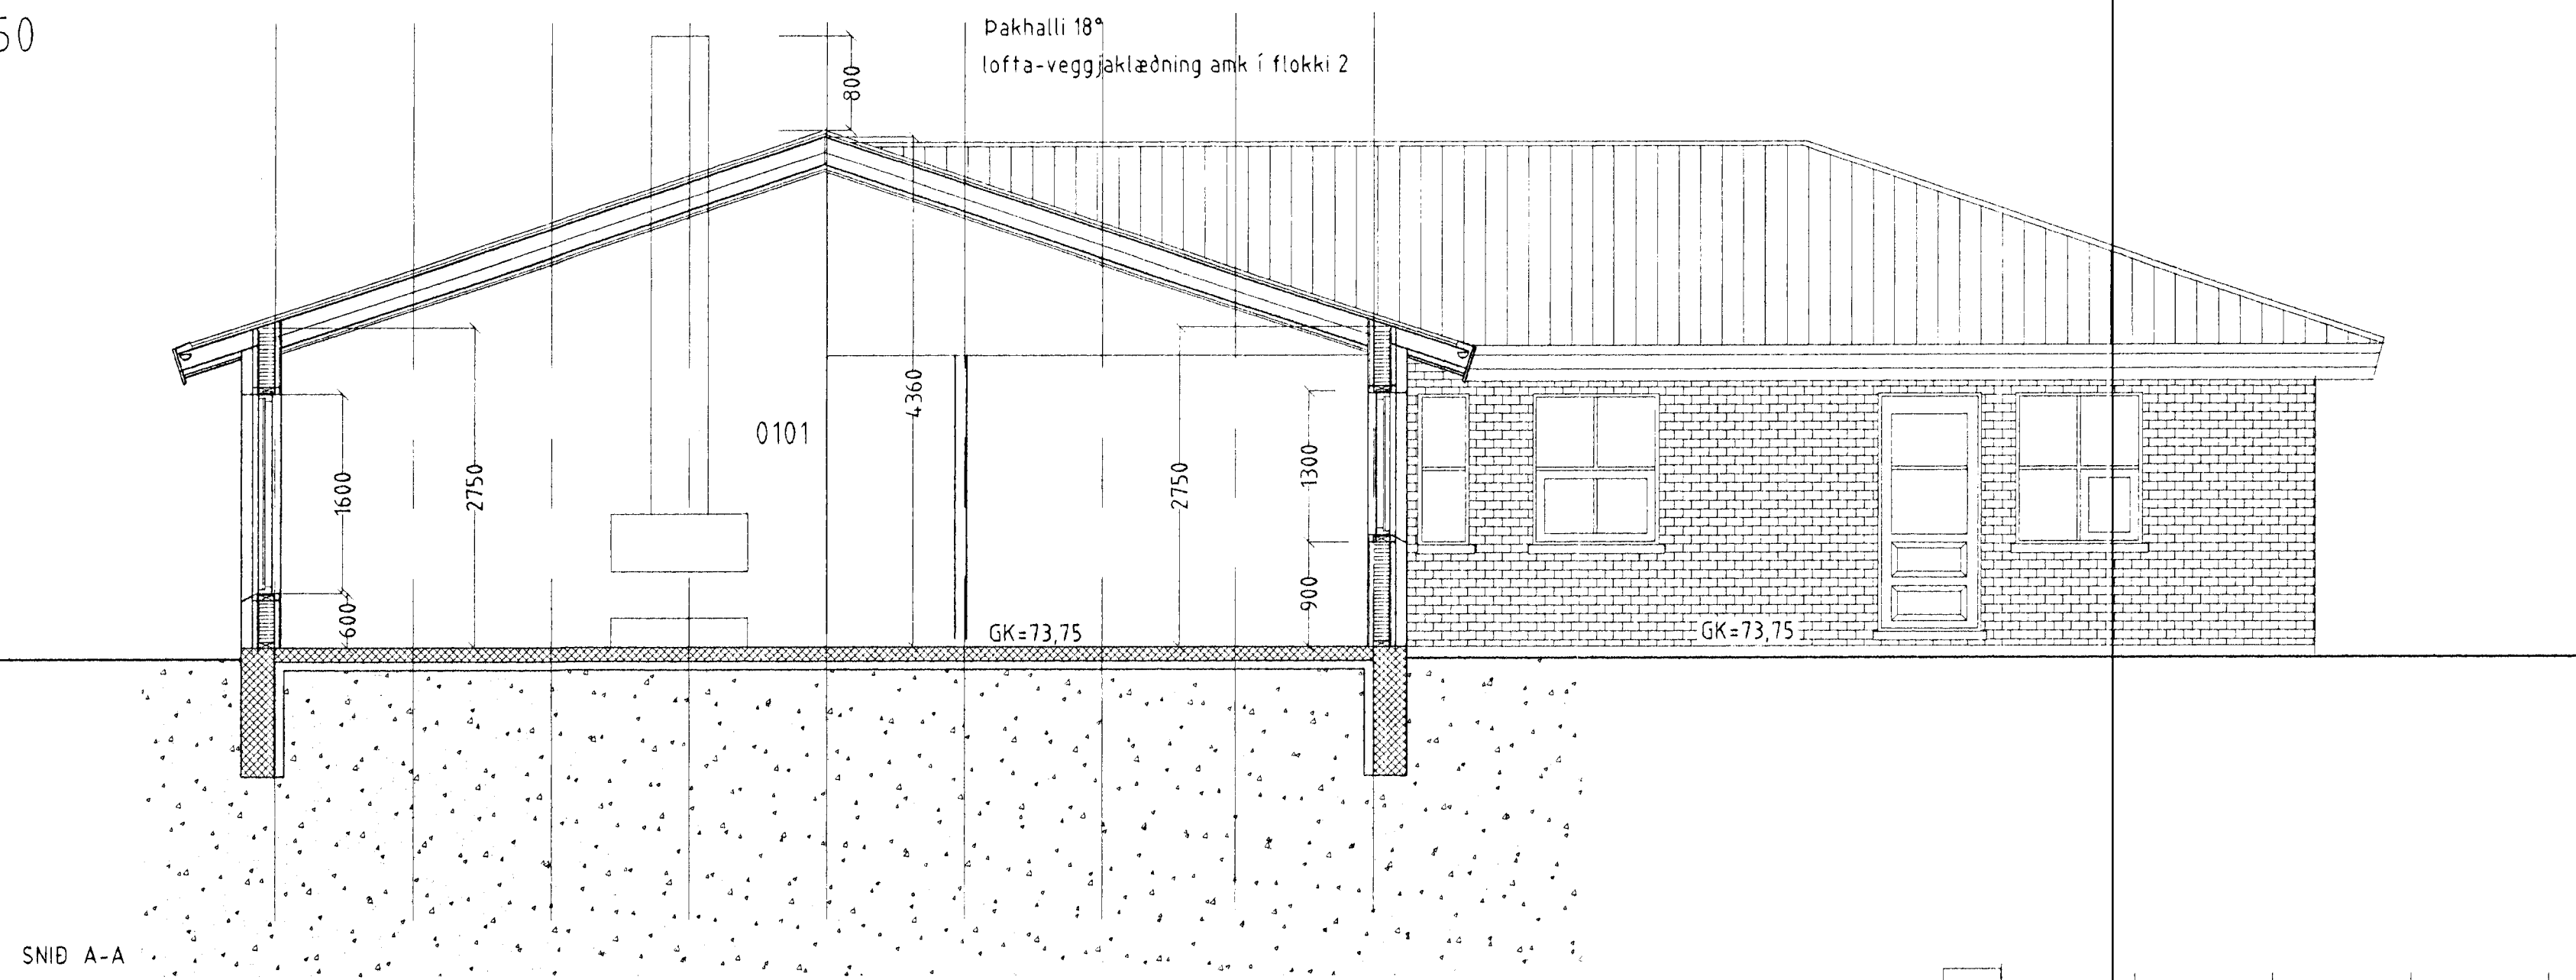 50
Þakhalli 18°
lofta-veggjaklæðning amk í flokki 2
800
4360
0101
1600
2750
2750
1300
600
900
GK=73,75
GK=73,75
SNIÐ A-A